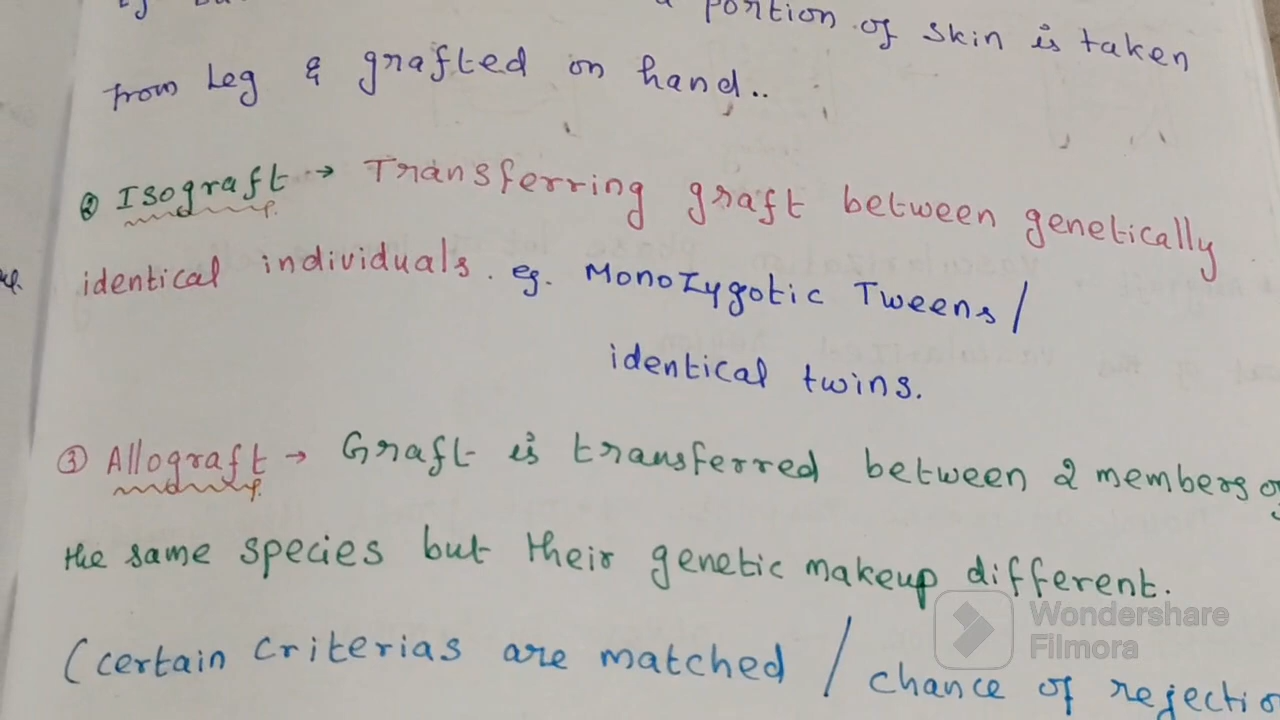 portion of skin is taken
from Leg & grafted on hand..
② Isograft → Transferring graft between genetically
identical individuals. eg. Monozygotic Tweens/
identical twins.
③ Allograft → Graft is transferred between 2 members of
the same species but their genetic makeup different.
(certain criterias are matched / chance of rejectio
Wondershare
Filmora